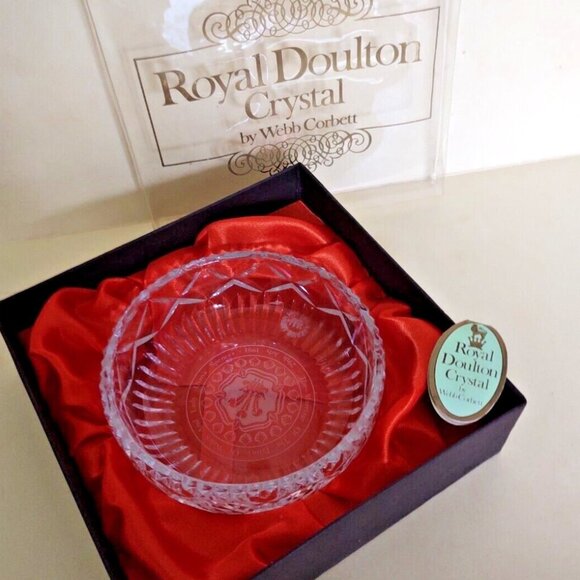 Royal Doulton
Crystal
by Webb Corbett
Royal
Doulton
Crystal
by
Webb Corbett